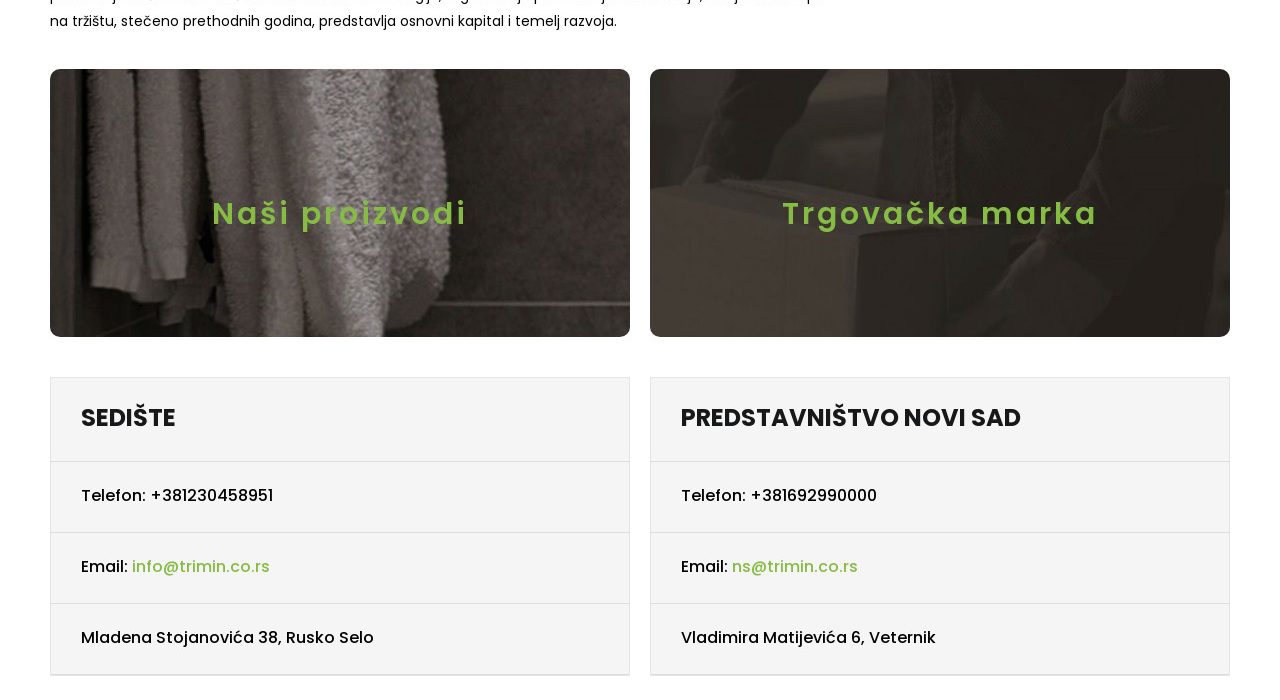 na tržištu, stečeno prethodnih godina, predstavlja osnovni kapital i temelj razvoja.
Naši proizvodi
Trgovačka marka
SEDIŠTE
Telefon: +381230458951
Email: info@trimin.co.rs
Mladena Stojanovića 38, Rusko Selo
PREDSTAVNIŠTVO NOVI SAD
Telefon: +381692990000
Email: ns@trimin.co.rs
Vladimira Matijevića 6, Veternik